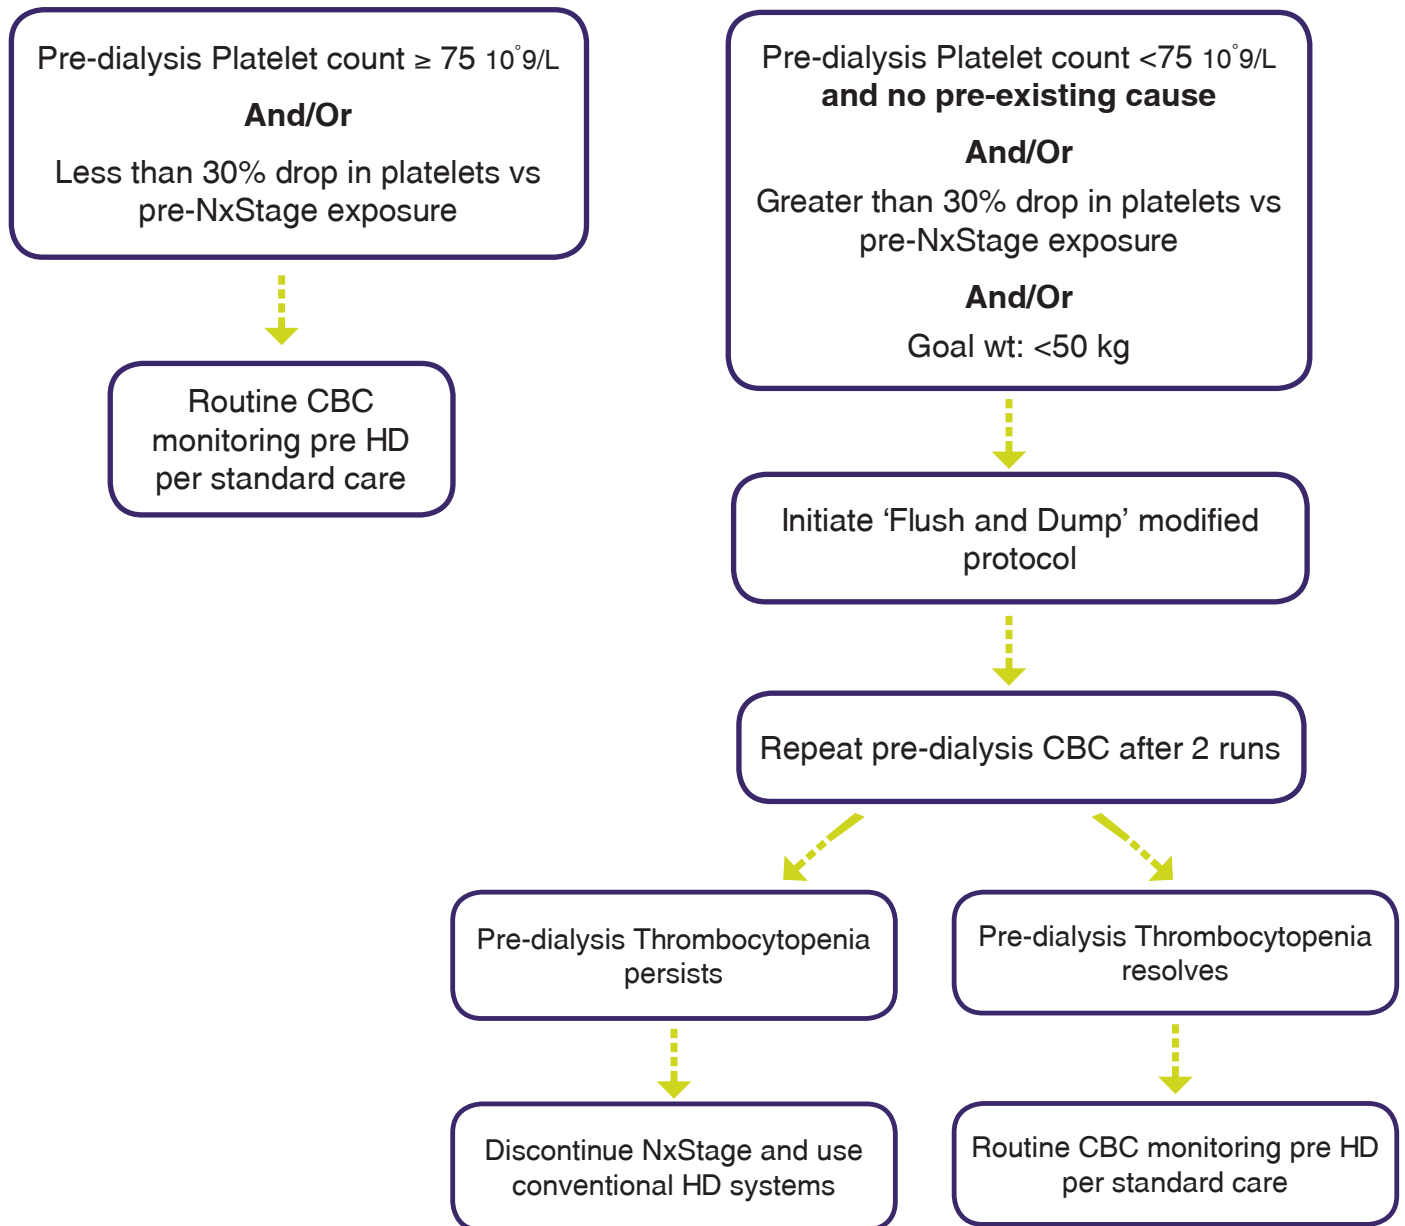 Pre-dialysis Platelet count ≥ 75 10°9/L
And/Or
Less than 30% drop in platelets vs
pre-NxStage exposure
Routine CBC
monitoring pre HD
per standard care
Pre-dialysis Platelet count <75 10°9/L
and no pre-existing cause
And/Or
Greater than 30% drop in platelets vs
pre-NxStage exposure
And/Or
Goal wt: <50 kg
Initiate ‘Flush and Dump’ modified
protocol
Repeat pre-dialysis CBC after 2 runs
Pre-dialysis Thrombocytopenia
persists
Discontinue NxStage and use
conventional HD systems
Pre-dialysis Thrombocytopenia
resolves
Routine CBC monitoring pre HD
per standard care